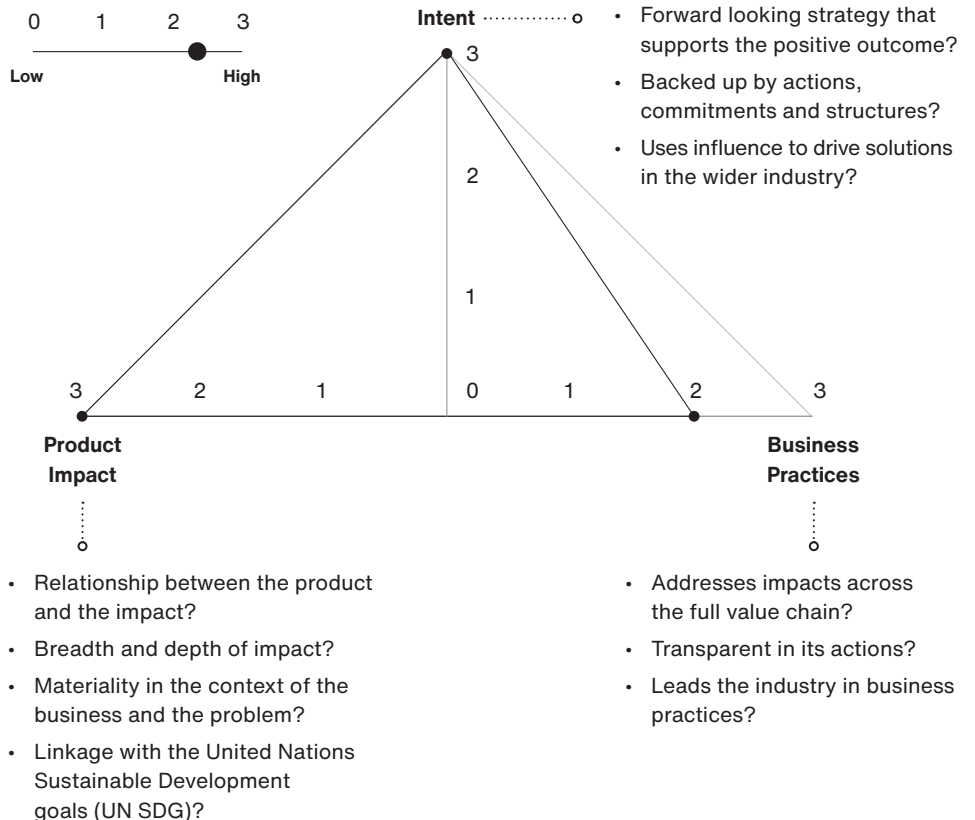 0 1 2 3
Low High
Intent
• Forward looking strategy that
supports the positive outcome?
• Backed up by actions,
commitments and structures?
• Uses influence to drive solutions
in the wider industry?
3
2
1
3 2 1 0 1 2 3
Product
Impact
Business
Practices
• Relationship between the product
and the impact?
• Breadth and depth of impact?
• Materiality in the context of the
business and the problem?
• Linkage with the United Nations
Sustainable Development
goals (UN SDG)?
• Addresses impacts across
the full value chain?
• Transparent in its actions?
• Leads the industry in business
practices?